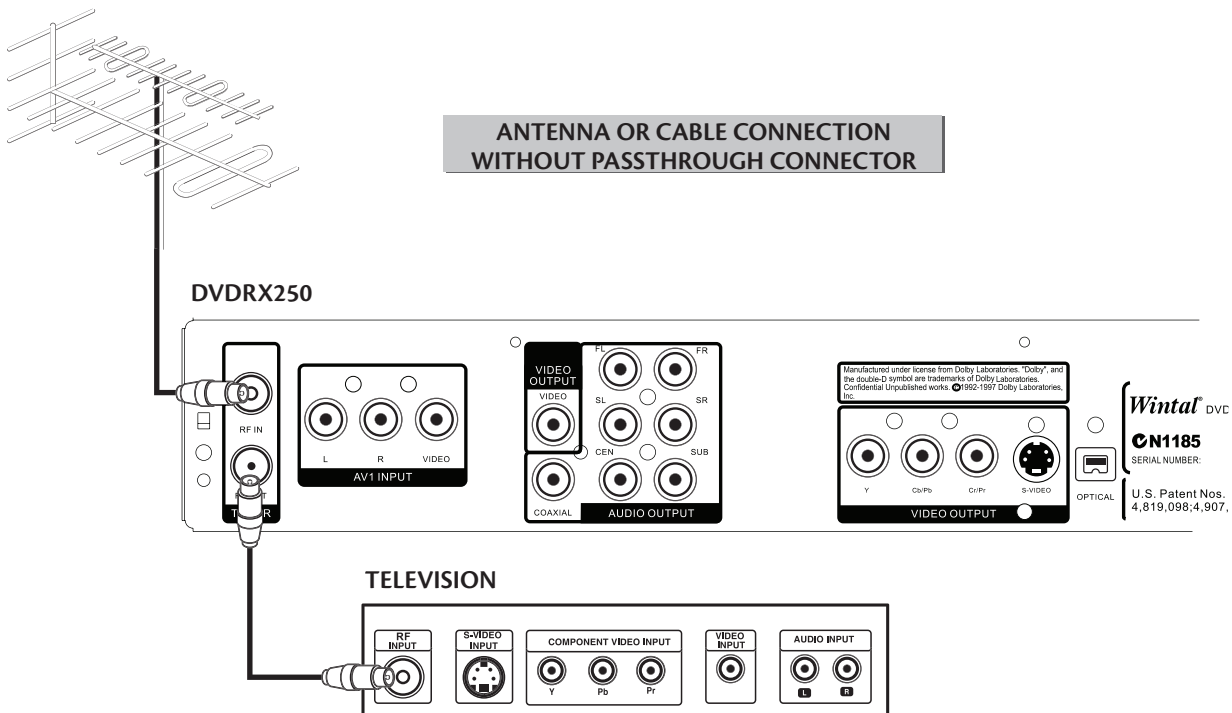 ANTENNA OR CABLE CONNECTION
WITHOUT PASSTHROUGH CONNECTOR
DVDRX250
RF IN
L
R
VIDEO
AV1 INPUT
VIDEO
OUTPUT
VIDEO
COAXIAL
FL
FR
SL
SR
CEN
SUB
AUDIO OUTPUT
Manufactured under license from Dolby Laboratories. "Dolby", and
the double-D symbol are trademarks of Dolby Laboratories.
Confidential Unpublished works. ©1992-1997 Dolby Laboratories,
Inc.
Y
Cb/Pb
Cr/Pr
S-VIDEO
VIDEO OUTPUT
OPTICAL
Wintal® DVD
N1185
SERIAL NUMBER:
U.S. Patent Nos.
4,819,098;4,907,
TELEVISION
RF
INPUT
S-VIDEO
INPUT
COMPONENT VIDEO INPUT
Y
Pb
Pr
VIDEO
INPUT
AUDIO INPUT
L
R